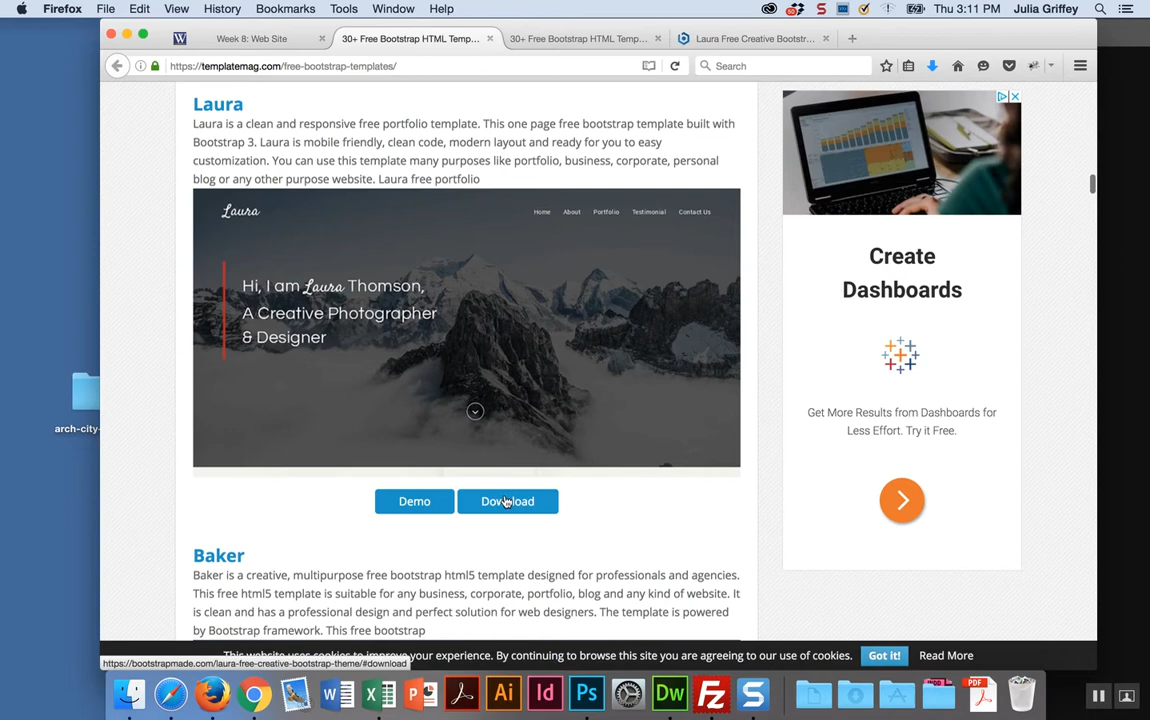 Firefox File Edit View History Bookmarks Tools Window Help Thu 3:11 PM Julia Griffey
Week 8: Web Site
30+ Free Bootstrap HTML Temp...
30+ Free Bootstrap HTML Temp...
Laura Free Creative Bootstr...
https://templatemag.com/free-bootstrap-templates/
Search
Laura
Laura is a clean and responsive free portfolio template. This one page free bootstrap template built with
Bootstrap 3. Laura is mobile friendly, clean code, modern layout and ready for you to easy
customization. You can use this template many purposes like portfolio, business, corporate, personal
blog or any other purpose website. Laura free portfolio
Laura
Home About Portfolio Testimonial Contact Us
Hi, I am Laura Thomson,
A Creative Photographer
& Designer
Demo
Download
Baker
Baker is a creative, multipurpose free bootstrap html5 template designed for professionals and agencies.
This free html5 template is suitable for any business, corporate, portfolio, blog and any kind of website. It
is clean and has a professional design and perfect solution for web designers. The template is powered
by Bootstrap framework. This free bootstrap
Create
Dashboards
Get More Results from Dashboards for
Less Effort. Try it Free.
arch-city-
experience. By continuing to browse this site you are agreeing to our use of cookies.
Got it!
Read More
https://bootstrapmade.com/laura-free-creative-bootstrap-theme/#download
W X P Ai Id Ps Dw Fz S
PDF